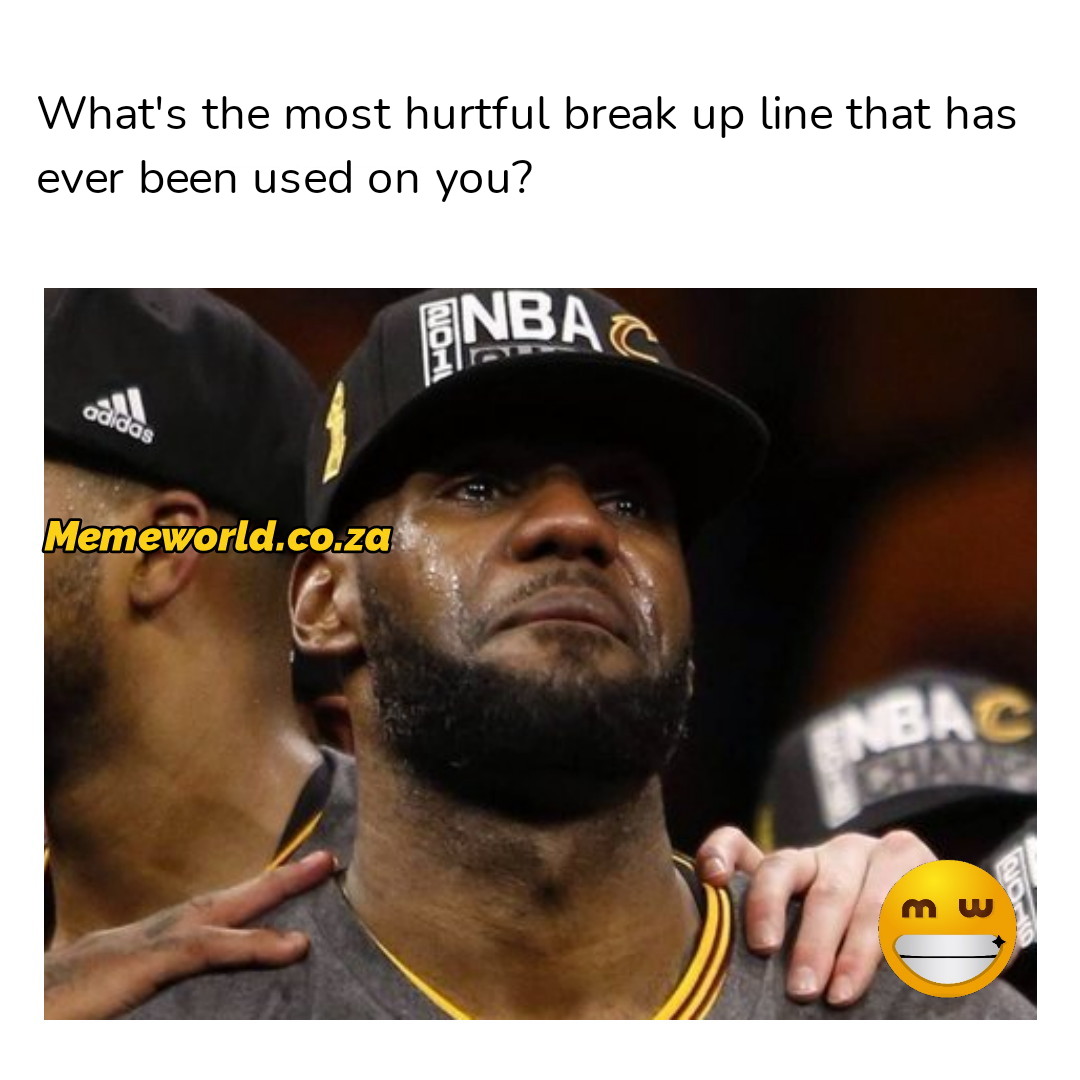 What's the most hurtful break up line that has
ever been used on you?
NBA
adidas
Memeworld.co.za
NBA
m w